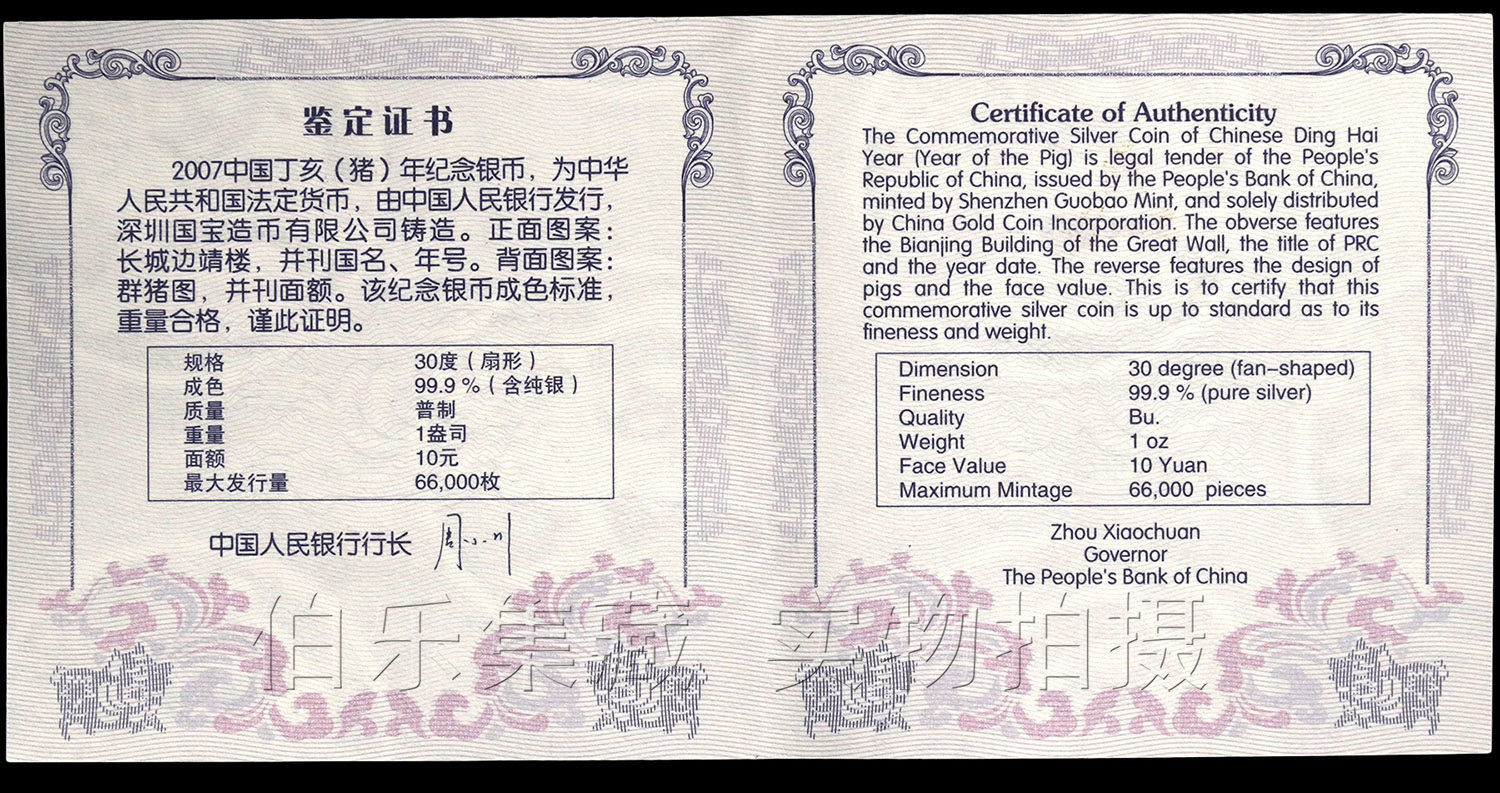 鉴定证书
2007中国丁亥（猪）年纪念银币，为中华
人民共和国法定货币，由中国人民银行发行，
深圳国宝造币有限公司铸造。正面图案：
长城边靖楼，并刊国名、年号。背面图案：
群猪图，并刊面额。该纪念银币成色标准，
重量合格，谨此证明。
规格 30度（扇形）
成色 99.9 %（含纯银）
质量 普制
重量 1盎司
面额 10元
最大发行量 66,000枚
中国人民银行行长 周小川
Certificate of Authenticity
The Commemorative Silver Coin of Chinese Ding Hai
Year (Year of the Pig) is legal tender of the People's
Republic of China, issued by the People's Bank of China,
minted by Shenzhen Guobao Mint, and solely distributed
by China Gold Coin Incorporation. The obverse features
the Bianjing Building of the Great Wall, the title of PRC
and the year date. The reverse features the design of
pigs and the face value. This is to certify that this
commemorative silver coin is up to standard as to its
fineness and weight.
Dimension 30 degree (fan-shaped)
Fineness 99.9 % (pure silver)
Quality Bu.
Weight 1 oz
Face Value 10 Yuan
Maximum Mintage 66,000 pieces
Zhou Xiaochuan
Governor
The People's Bank of China
伯乐集藏 实物拍摄